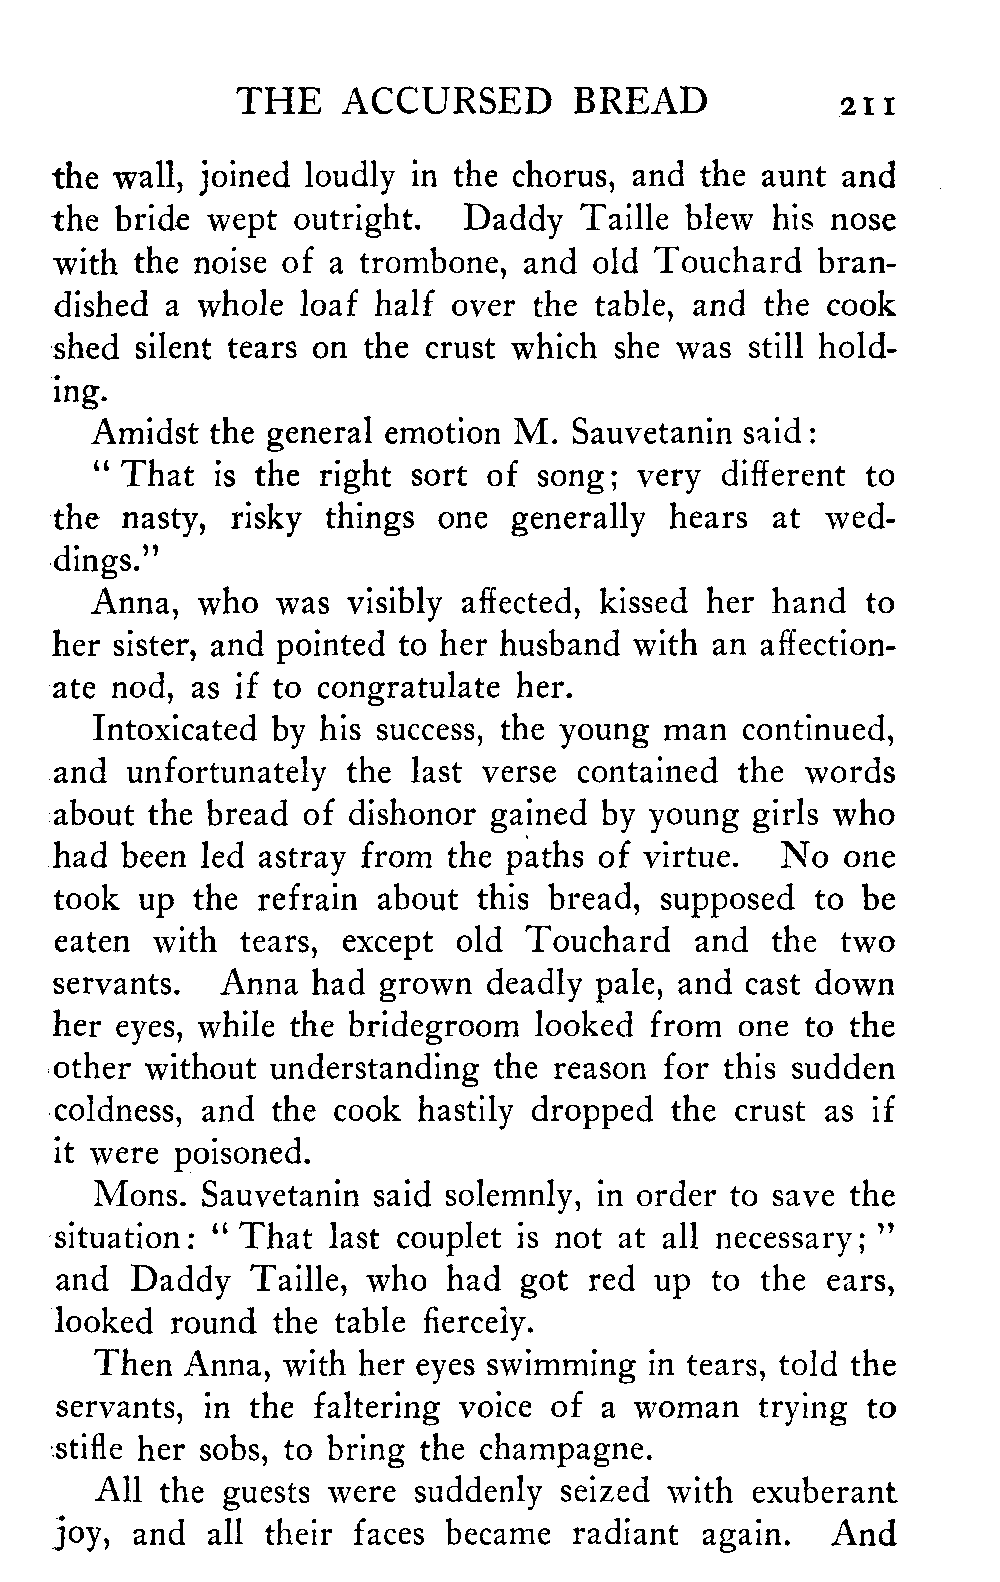 THE ACCURSED BREAD 211
the wall, joined loudly in the chorus, and the aunt and
the bride wept outright. Daddy Taille blew his nose
with the noise of a trombone, and old Touchard bran-
dished a whole loaf half over the table, and the cook
shed silent tears on the crust which she was still hold-
ing.
Amidst the general emotion M. Sauvetanin said:
" That is the right sort of song; very different to
the nasty, risky things one generally hears at wed-
dings."
Anna, who was visibly affected, kissed her hand to
her sister, and pointed to her husband with an affection-
ate nod, as if to congratulate her.
Intoxicated by his success, the young man continued,
and unfortunately the last verse contained the words
about the bread of dishonor gained by young girls who
had been led astray from the paths of virtue. No one
took up the refrain about this bread, supposed to be
eaten with tears, except old Touchard and the two
servants. Anna had grown deadly pale, and cast down
her eyes, while the bridegroom looked from one to the
other without understanding the reason for this sudden
coldness, and the cook hastily dropped the crust as if
it were poisoned.
Mons. Sauvetanin said solemnly, in order to save the
situation: " That last couplet is not at all necessary; "
and Daddy Taille, who had got red up to the ears,
looked round the table fiercely.
Then Anna, with her eyes swimming in tears, told the
servants, in the faltering voice of a woman trying to
stifle her sobs, to bring the champagne.
All the guests were suddenly seized with exuberant
joy, and all their faces became radiant again. And